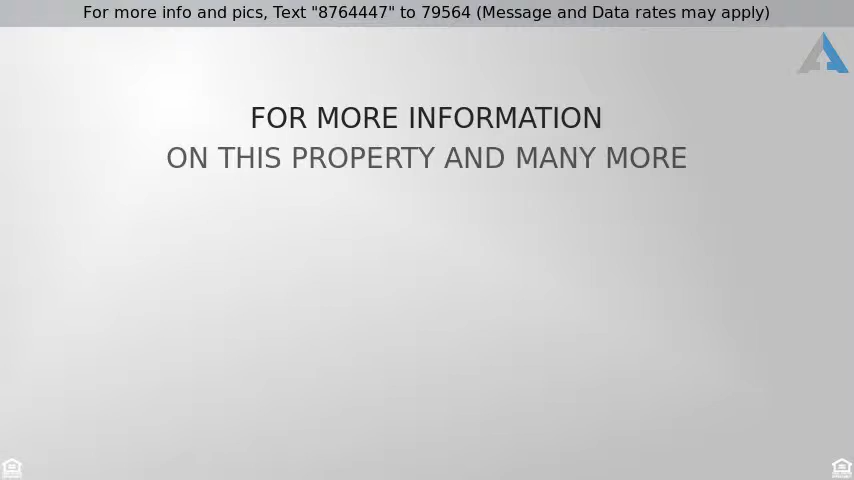 For more info and pics, Text "8764447" to 79564 (Message and Data rates may apply)
FOR MORE INFORMATION
ON THIS PROPERTY AND MANY MORE